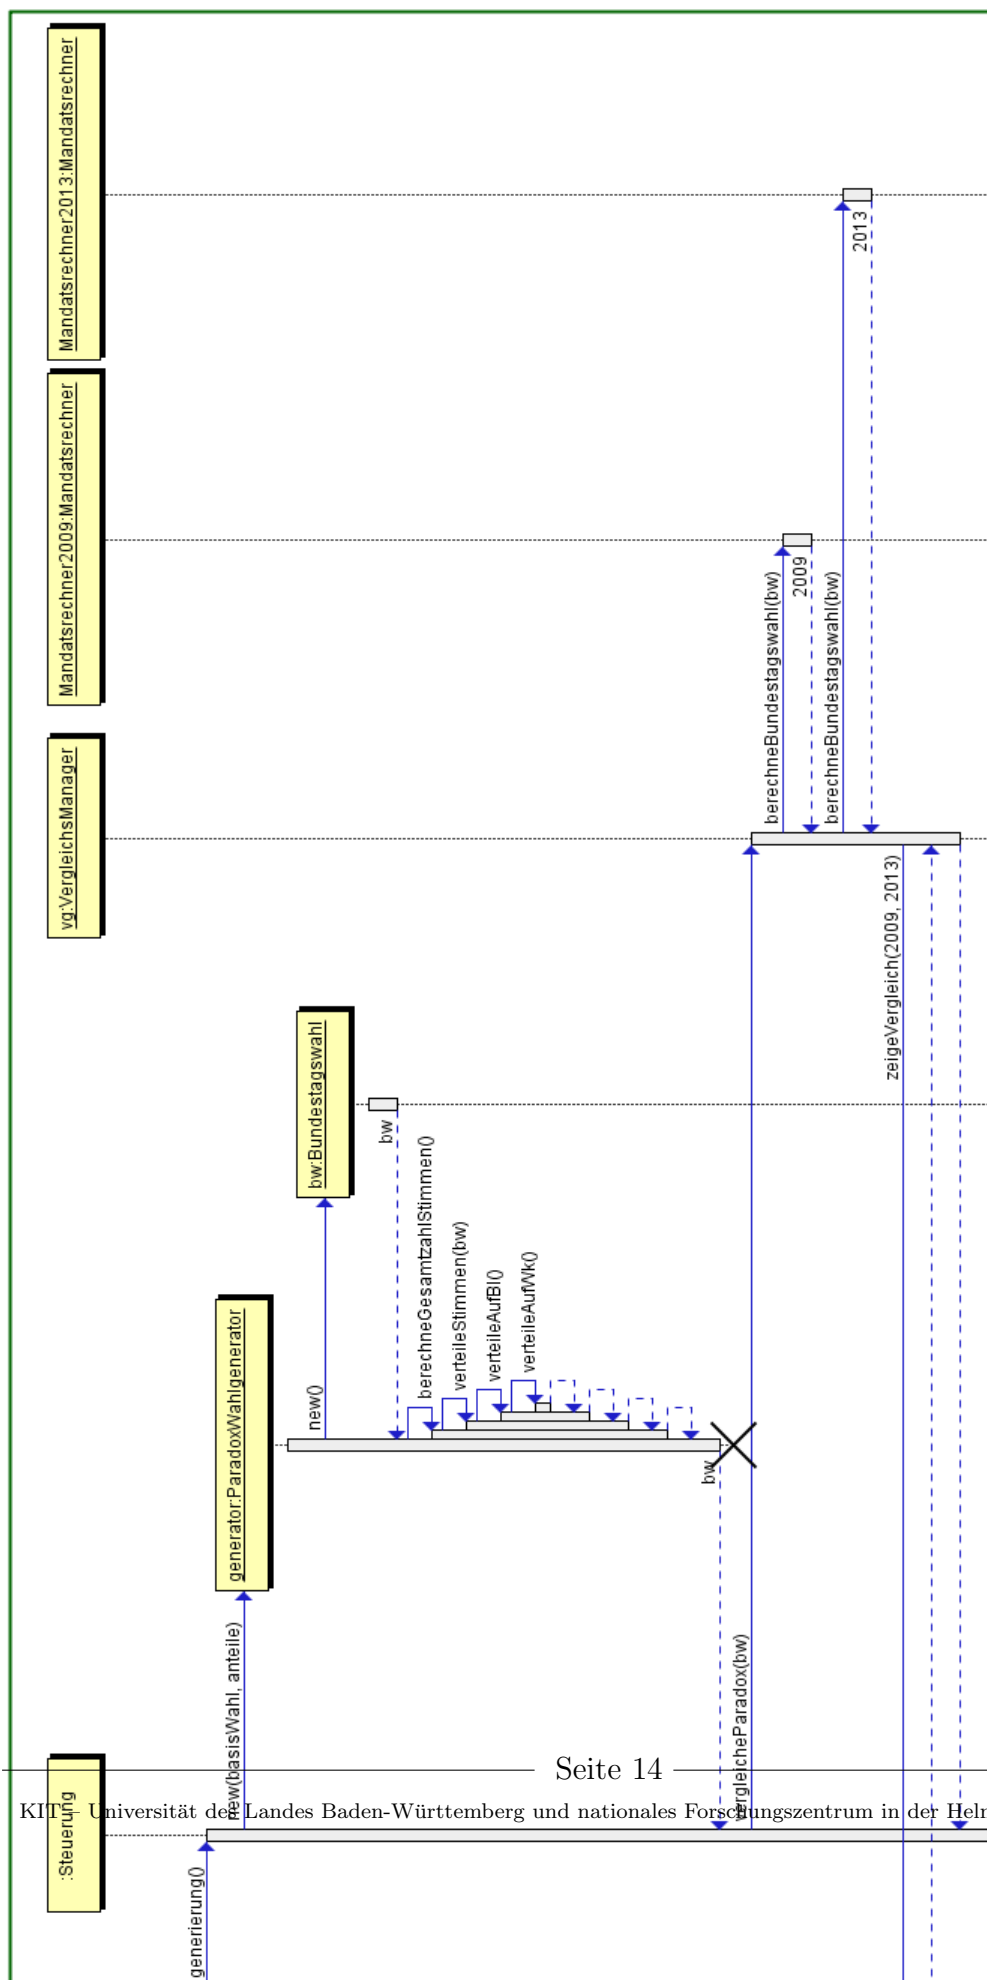 Mandatsrechner2013:Mandatsrechner
Mandatsrechner2009:Mandatsrechner
vg:VergleichsManager
bw:Bundestagswahl
generator:ParadoxWahlgenerator
:Steuerung
generierung()
new(basisWahl, anteile)
new()
bw
berechneGesamtzahlStimmen()
verteileStimmen(bw)
verteileAufBl()
verteileAufWk()
bw
vergleicheParadox(bw)
berechneBundestagswahl(bw)
2009
berechneBundestagswahl(bw)
2013
zeigeVergleich(2009, 2013)
Seite 14
KIT – Universität des Landes Baden-Württemberg und nationales Forschungszentrum in der Hel